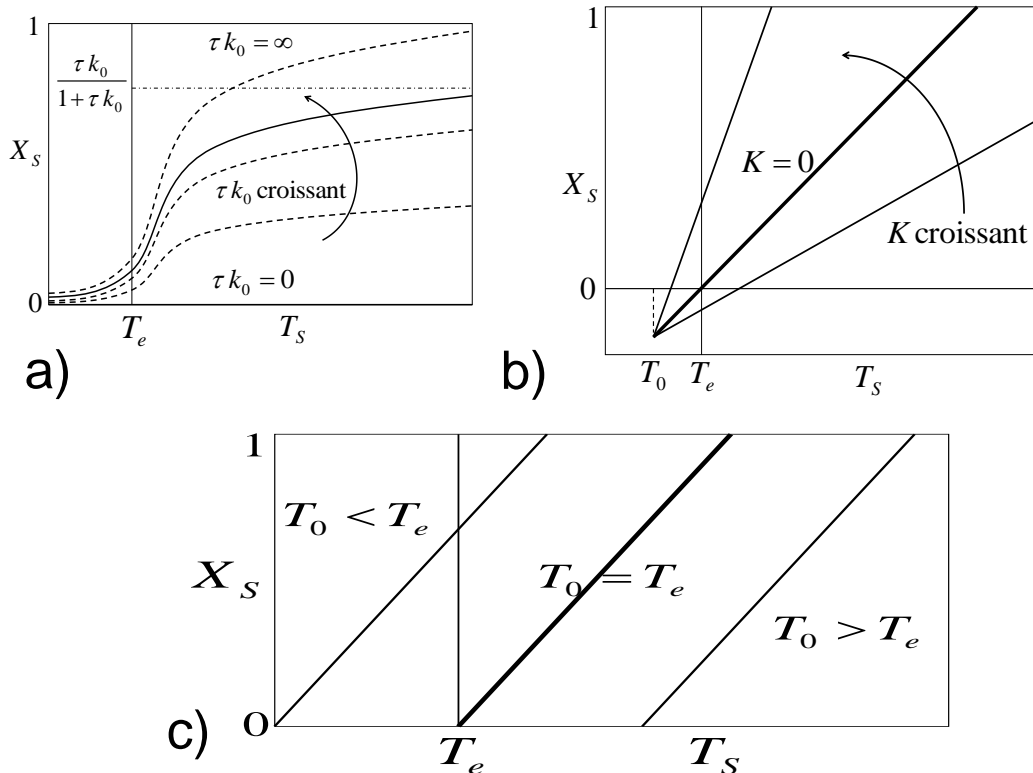 1
τ k₀ = ∞
τ k₀
1 + τ k₀
X_S
τ k₀ croissant
τ k₀ = 0
0
T_e
T_S
a)
1
K = 0
X_S
K croissant
0
T₀
T_e
T_S
b)
1
T₀ < T_e
X_S
T₀ = T_e
T₀ > T_e
0
c)
T_e
T_S